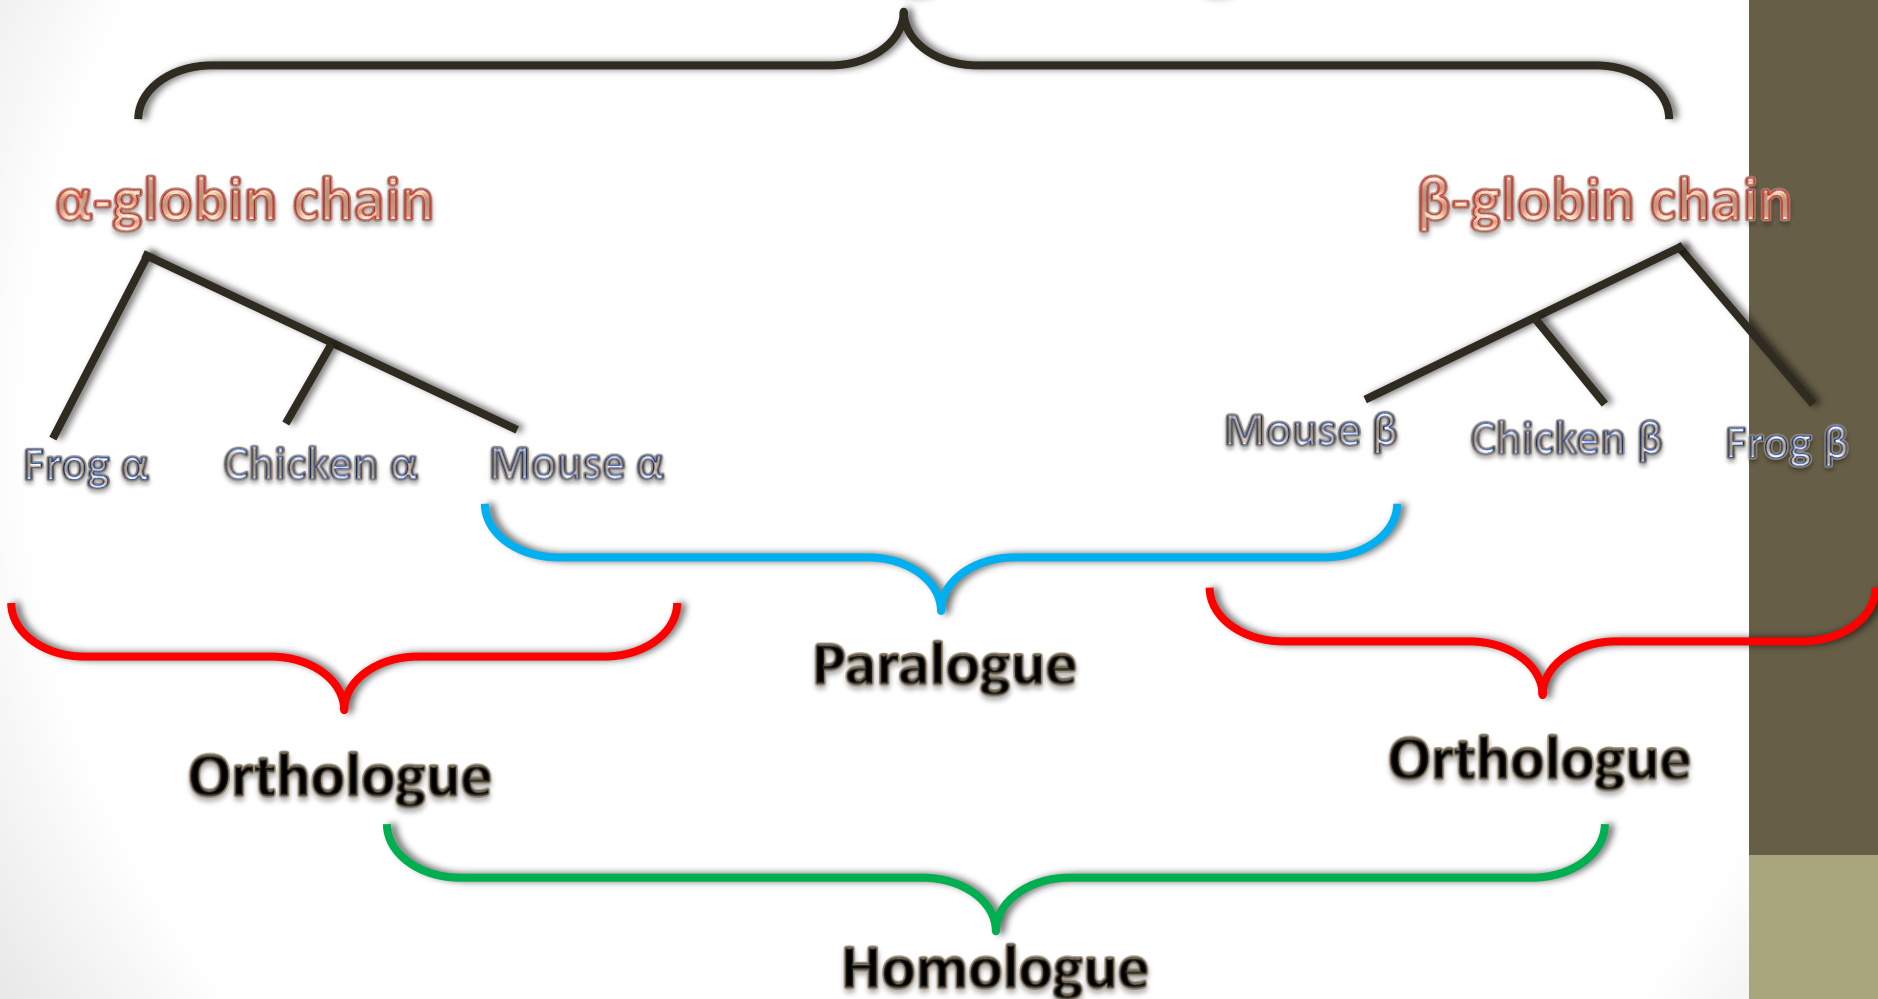 α-globin chain
β-globin chain
Frog α
Chicken α
Mouse α
Mouse β
Chicken β
Frog β
Paralogue
Orthologue
Orthologue
Homologue